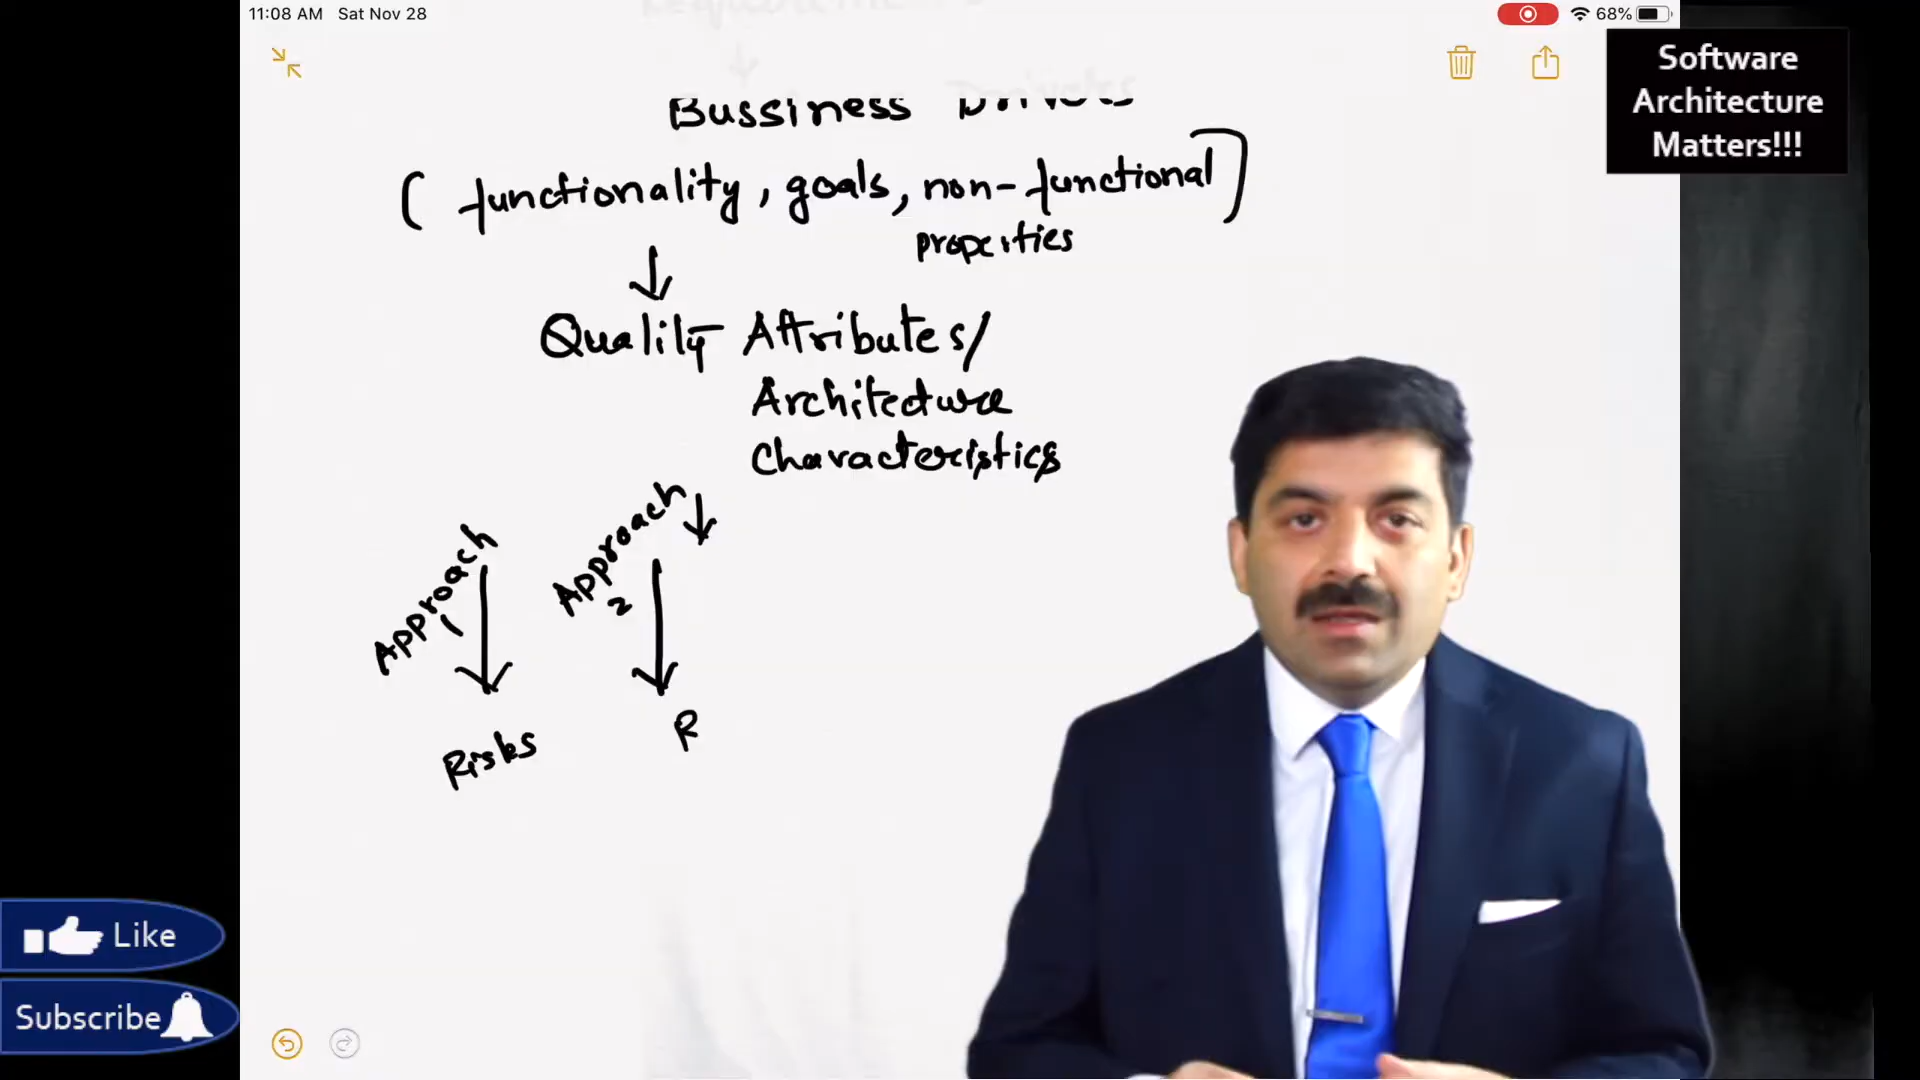 11:08 AM Sat Nov 28
68%
Software
Architecture
Matters!!!
Bussiness
( functionality, goals, non-functional )
properties
Quality Attributes/
Architecture
Characteristics
Approach
1
Approach
2
Risks
R
Like
Subscribe